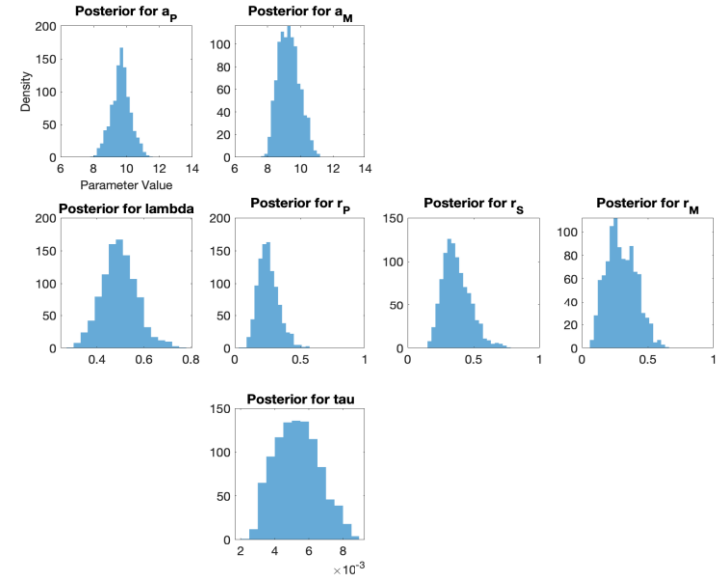 Posterior for a_P
Posterior for a_M
200
150
100
50
0
Density
6 8 10 12 14
Parameter Value
100
80
60
40
20
0
6 8 10 12 14
Posterior for lambda
Posterior for r_P
Posterior for r_S
Posterior for r_M
200
150
100
50
0
0.4 0.6 0.8
200
150
100
50
0
0 0.5 1
150
100
50
0
0 0.5 1
100
80
60
40
20
0
0 0.5 1
Posterior for tau
150
100
50
0
2 4 6 8
×10⁻³